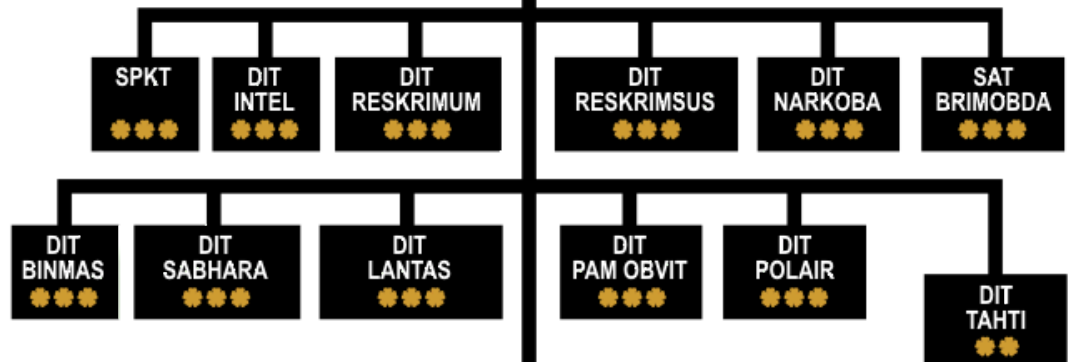 SPKT
DIT
INTEL
DIT
RESKRIMUM
DIT
RESKRIMSUS
DIT
NARKOBA
SAT
BRIMOBDA
DIT
BINMAS
DIT
SABHARA
DIT
LANTAS
DIT
PAM OBVIT
DIT
POLAIR
DIT
TAHTI